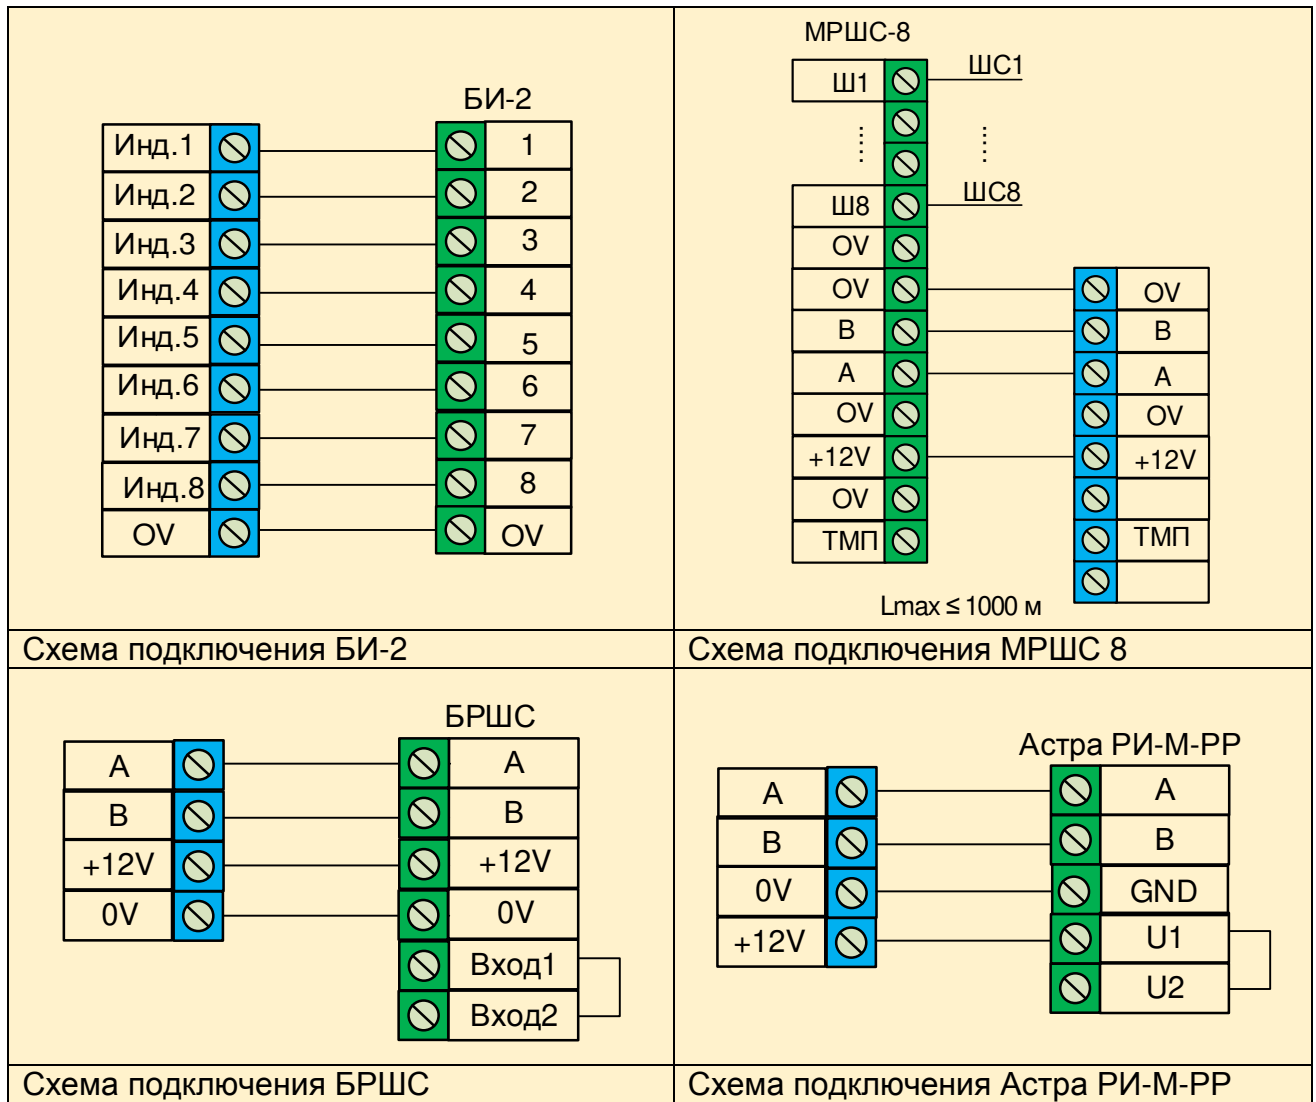 БИ-2
Инд.1 1
Инд.2 2
Инд.3 3
Инд.4 4
Инд.5 5
Инд.6 6
Инд.7 7
Инд.8 8
OV OV
Схема подключения БИ-2
МРШС-8
Ш1 ШС1
Ш8 ШС8
OV
OV OV
B B
A A
OV OV
+12V +12V
OV
ТМП ТМП
Lmax ≤ 1000 м
Схема подключения МРШС 8
БРШС
A A
B B
+12V +12V
0V 0V
Вход1
Вход2
Схема подключения БРШС
Астра РИ-М-РР
A A
B B
0V GND
+12V U1
U2
Схема подключения Астра РИ-М-РР